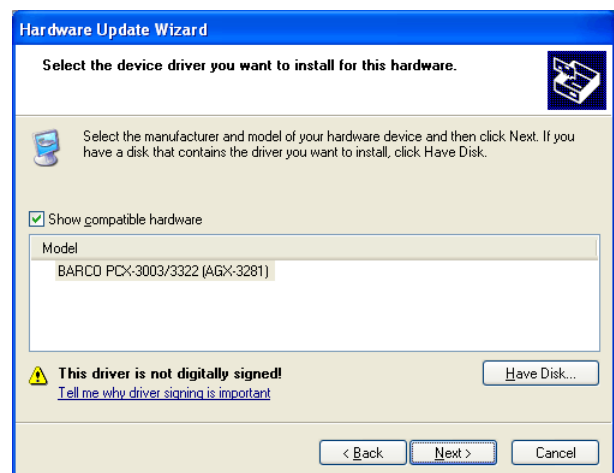 Hardware Update Wizard
Select the device driver you want to install for this hardware.
Select the manufacturer and model of your hardware device and then click Next. If you
have a disk that contains the driver you want to install, click Have Disk.
Show compatible hardware
Model
BARCO PCX-3003/3322 (AGX-3281)
This driver is not digitally signed!
Have Disk...
Tell me why driver signing is important
< Back
Next >
Cancel